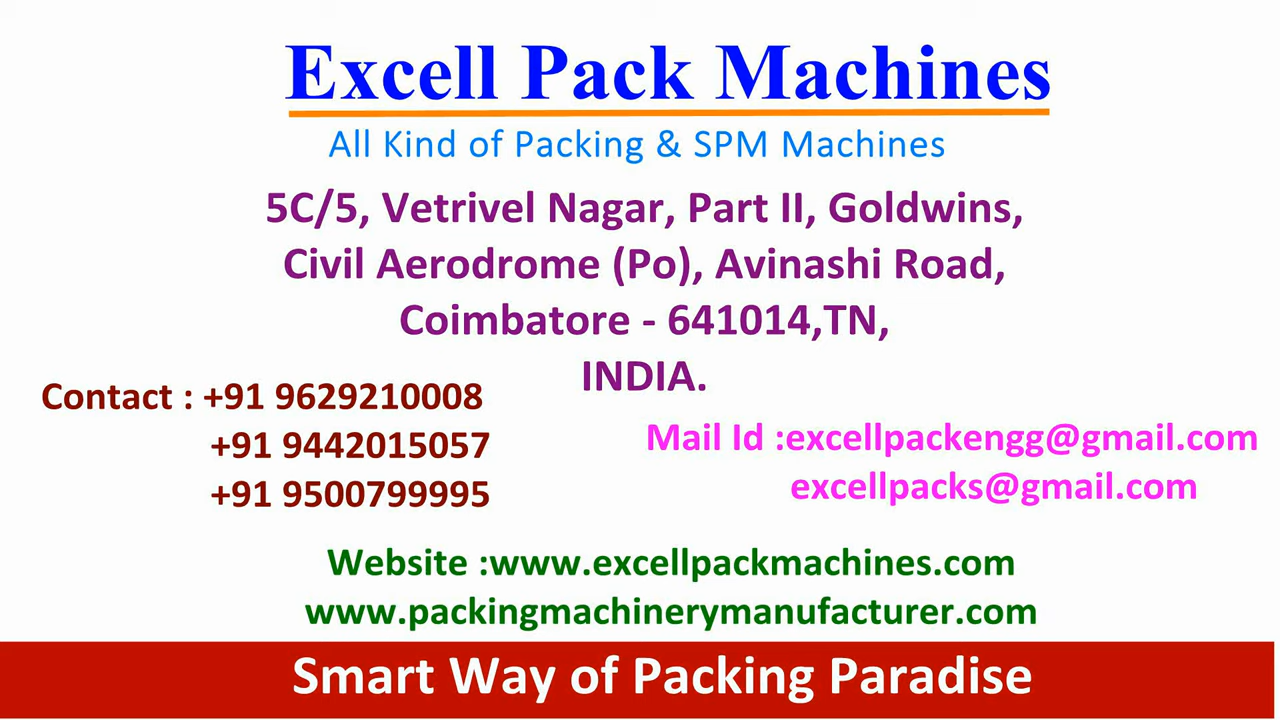 Excell Pack Machines
All Kind of Packing & SPM Machines
5C/5, Vetrivel Nagar, Part II, Goldwins,
Civil Aerodrome (Po), Avinashi Road,
Coimbatore - 641014,TN,
INDIA.
Contact : +91 9629210008
+91 9442015057
+91 9500799995
Mail Id :excellpackengg@gmail.com
excellpacks@gmail.com
Website :www.excellpackmachines.com
www.packingmachinerymanufacturer.com
Smart Way of Packing Paradise